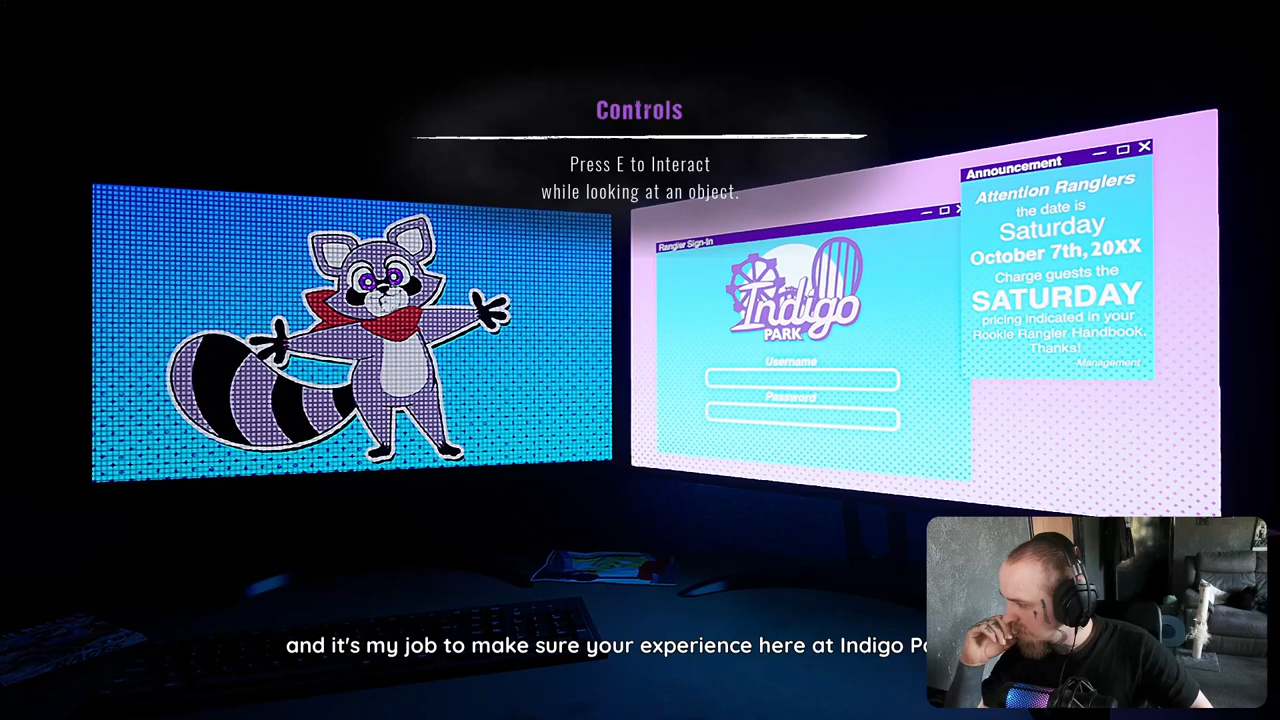 Controls
Press E to Interact
while looking at an object.
Announcement
Attention Ranglers
the date is
Saturday
October 7th, 20XX
Charge guests the
SATURDAY
pricing indicated in your
Rookie Rangler Handbook.
Thanks!
Management
Rangler Sign-In
Indigo
PARK
Username
Password
and it's my job to make sure your experience here at Indigo